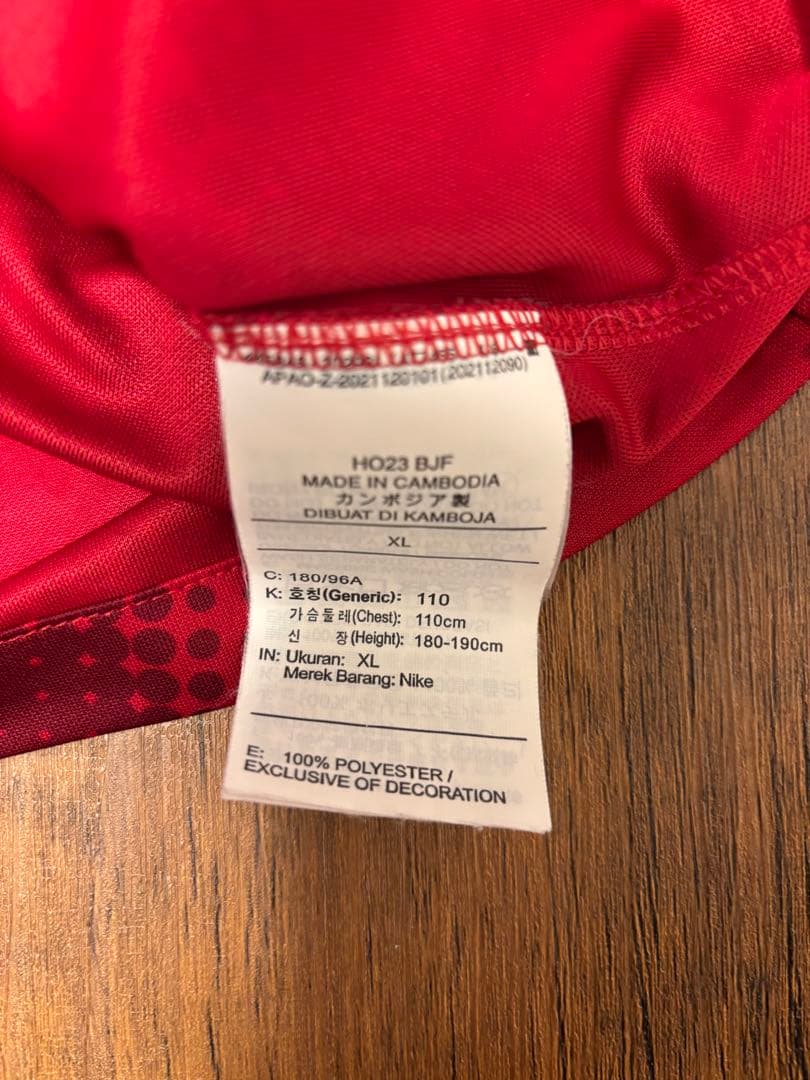 APAO-Z-2021120101(202112090)
HO23 BJF
MADE IN CAMBODIA
カンボジア製
DIBUAT DI KAMBOJA
XL
C: 180/96A
K: 호칭(Generic): 110
가슴둘레(Chest): 110cm
신 장(Height): 180-190cm
IN: Ukuran: XL
Merek Barang: Nike
E: 100% POLYESTER /
EXCLUSIVE OF DECORATION